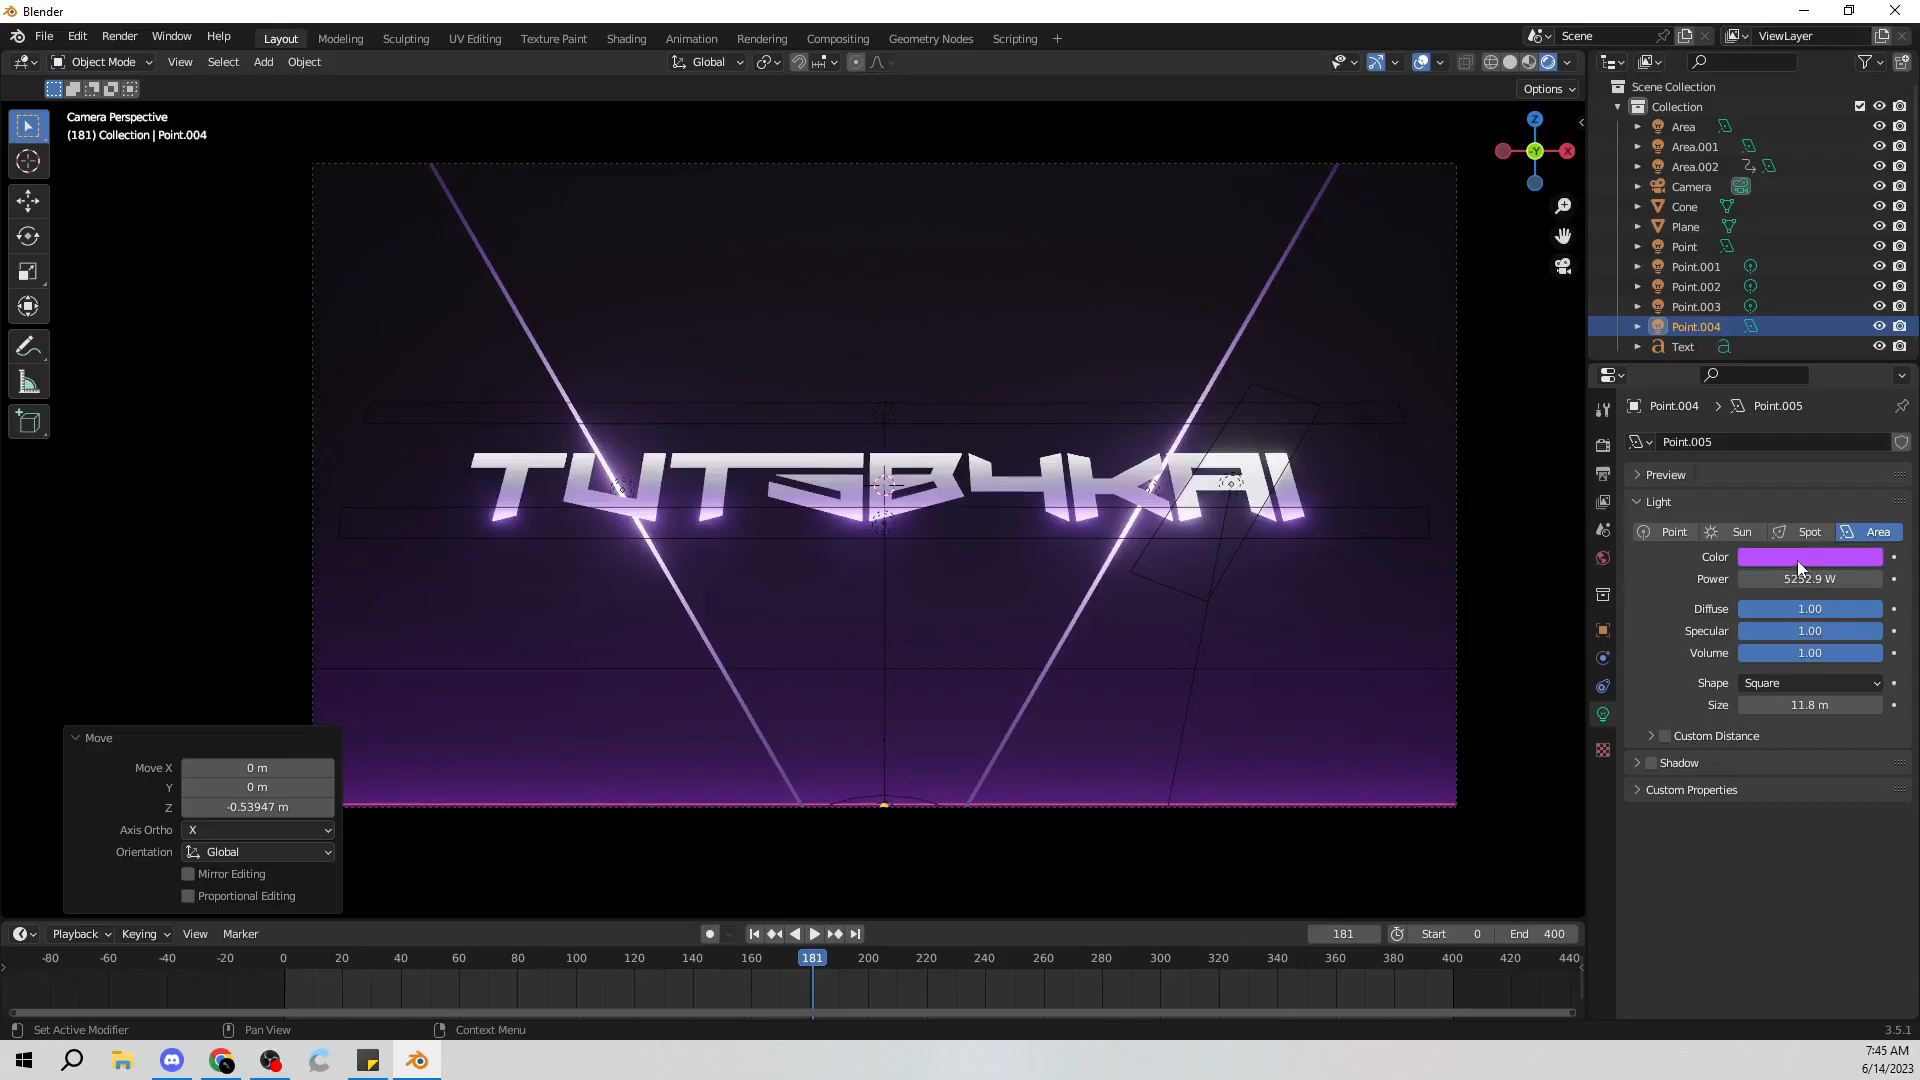 Blender
File Edit Render Window Help Layout Modeling Sculpting UV Editing Texture Paint Shading Animation Rendering Compositing Geometry Nodes Scripting + Scene ViewLayer
Object Mode View Select Add Object Global
Options
Camera Perspective
(181) Collection | Point.004
Z
-Y X
Scene Collection
Collection
Area
Area.001
Area.002
Camera
Cone
Plane
Point
Point.001
Point.002
Point.003
Point.004
Text
Point.004 > Point.005
Point.005
Preview
Light
Point Sun Spot Area
Color
Power 5252.9 W
Diffuse 1.00
Specular 1.00
Volume 1.00
Shape Square
Size 11.8 m
Custom Distance
Shadow
Custom Properties
TUTSBYKAI
Move
Move X 0 m
Y 0 m
Z -0.53947 m
Axis Ortho X
Orientation Global
Mirror Editing
Proportional Editing
Playback Keying View Marker 181 Start 0 End 400
-80 -60 -40 -20 0 20 40 60 80 100 120 140 160 181 200 220 240 260 280 300 320 340 360 380 400 420 440
Set Active Modifier Pan View Context Menu 3.5.1
7:45 AM
6/14/2023